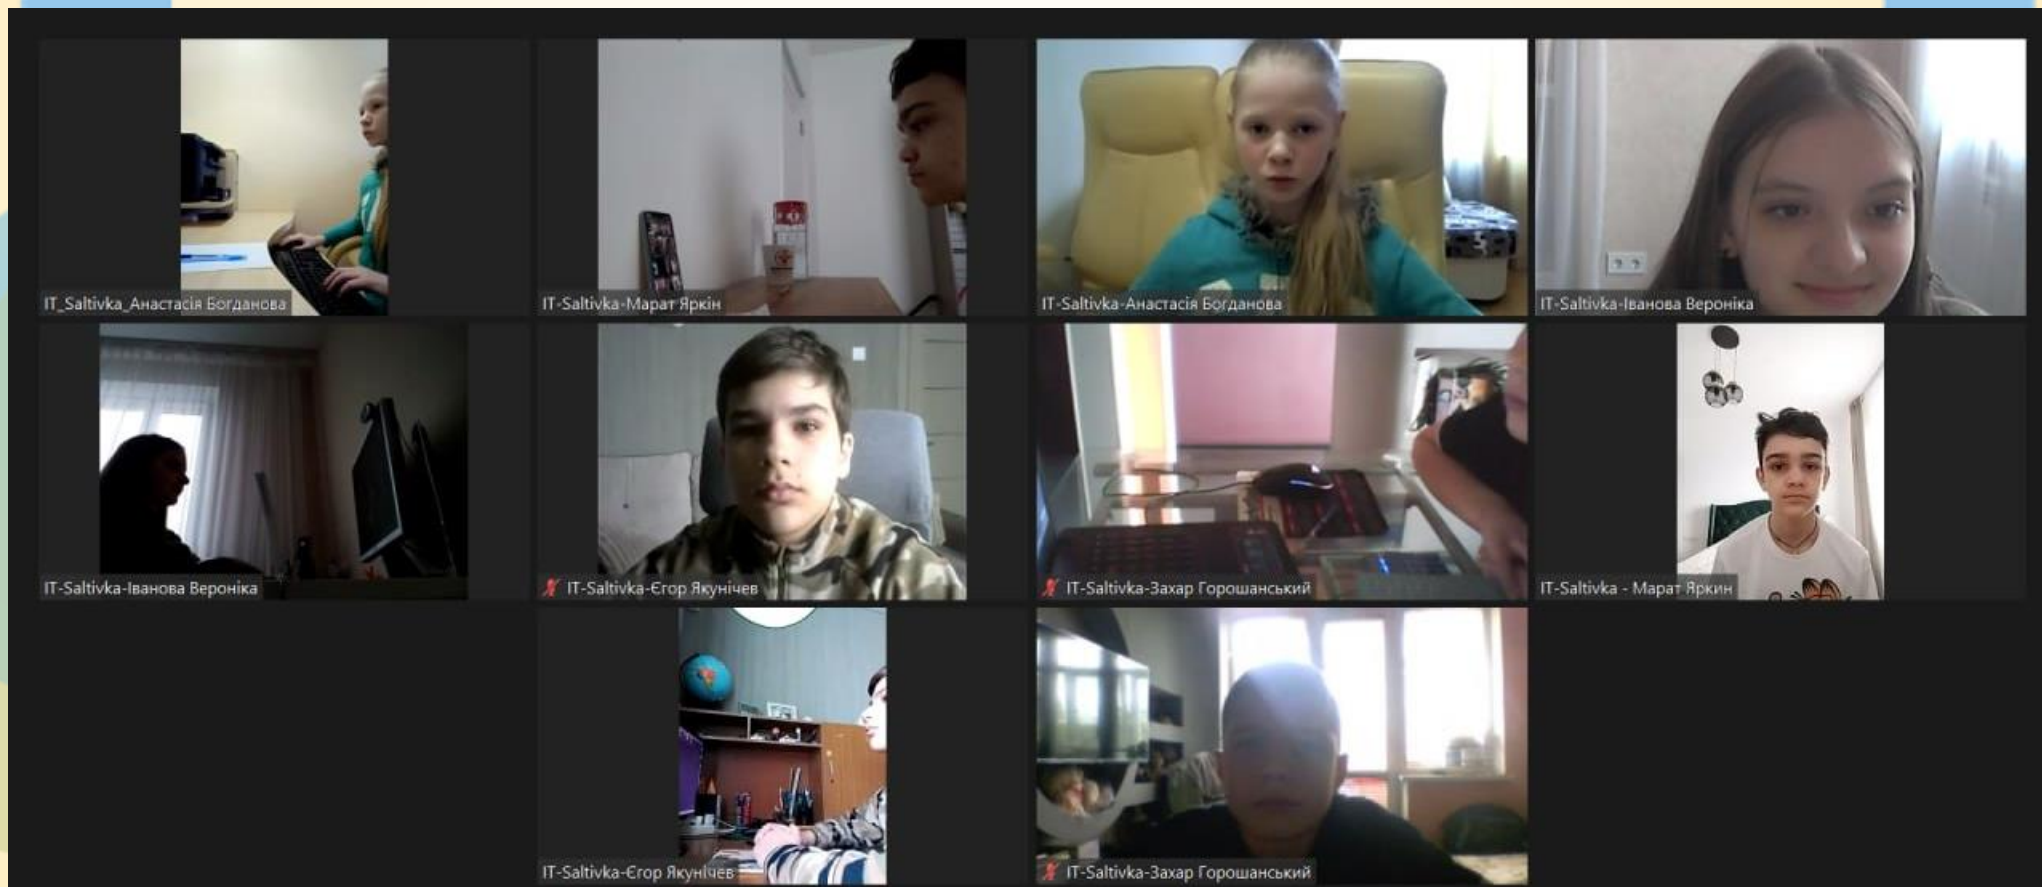 IT_Saltivka_Анастасія Богданова
IT-Saltivka-Марат Яркін
IT-Saltivka-Анастасія Богданова
IT-Saltivka-Іванова Вероніка
IT-Saltivka-Іванова Вероніка
IT-Saltivka-Єгор Якунічев
IT-Saltivka-Захар Горошанський
IT-Saltivka - Марат Яркин
IT-Saltivka-Єгор Якунічев
IT-Saltivka-Захар Горошанський